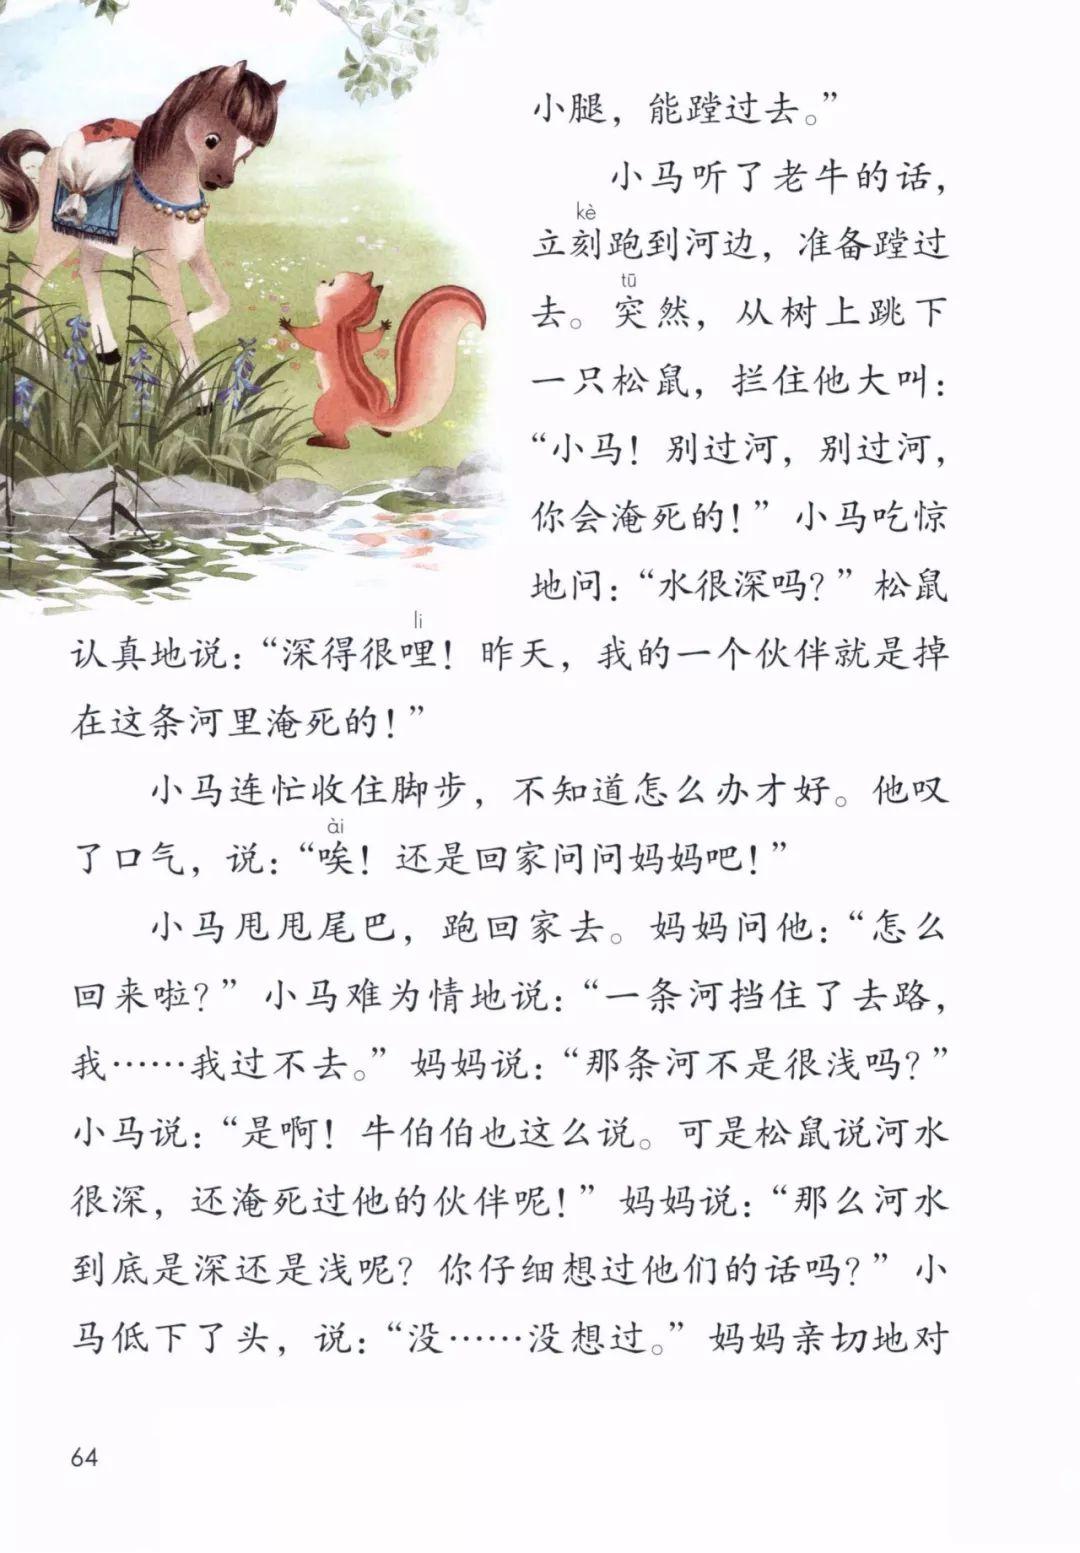 小腿，能蹚过去。”
小马听了老牛的话，
kè
立刻跑到河边，准备蹚过
tū
去。突然，从树上跳下
一只松鼠，拦住他大叫：
“小马！别过河，别过河，
你会淹死的！”小马吃惊
地问：“水很深吗？”松鼠
li
认真地说：“深得很哩！昨天，我的一个伙伴就是掉
在这条河里淹死的！”
小马连忙收住脚步，不知道怎么办才好。他叹
ài
了口气，说：“唉！还是回家问问妈妈吧！”
小马甩甩尾巴，跑回家去。妈妈问他：“怎么
回来啦？”小马难为情地说：“一条河挡住了去路，
我……我过不去。”妈妈说：“那条河不是很浅吗？”
小马说：“是啊！牛伯伯也这么说。可是松鼠说河水
很深，还淹死过他的伙伴呢！”妈妈说：“那么河水
到底是深还是浅呢？你仔细想过他们的话吗？”小
马低下了头，说：“没……没想过。”妈妈亲切地对
64